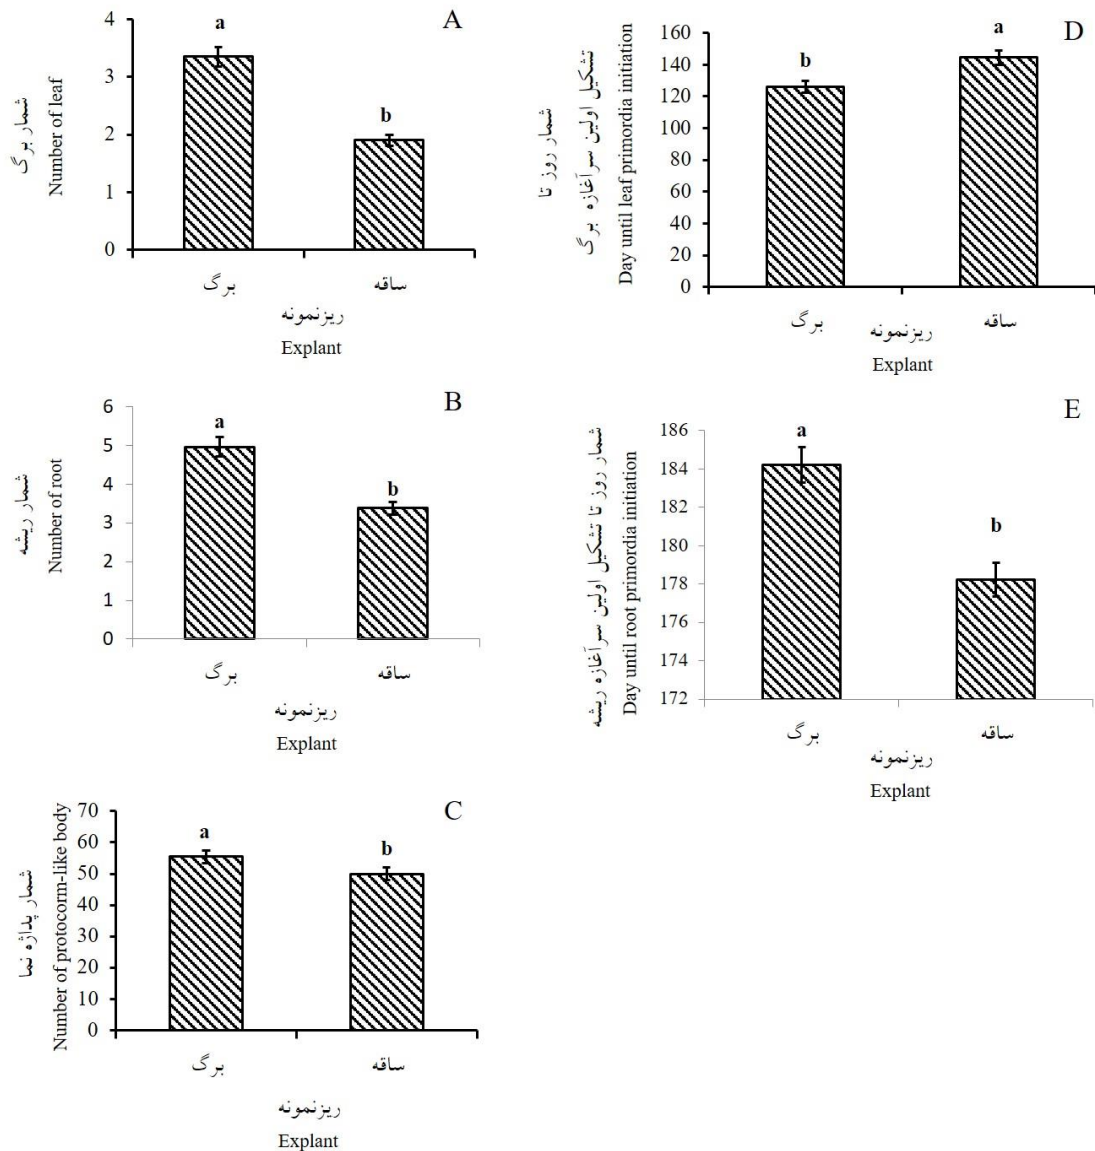 A
شمار برگ
Number of leaf
4
3
2
1
0
a
b
برگ
ساقه
ریزنمونه
Explant
B
شمار ریشه
Number of root
6
5
4
3
2
1
0
a
b
برگ
ساقه
ریزنمونه
Explant
C
شمار پداژه نما
Number of protocorm-like body
70
60
50
40
30
20
10
0
a
b
برگ
ساقه
ریزنمونه
Explant
D
شمار روز تا
تشکیل اولین سرآغازه برگ
Day until leaf primordia initiation
160
140
120
100
80
60
40
20
0
b
a
برگ
ساقه
ریزنمونه
Explant
E
شمار روز تا تشکیل اولین سرآغازه ریشه
Day until root primordia initiation
186
184
182
180
178
176
174
172
a
b
برگ
ساقه
ریزنمونه
Explant